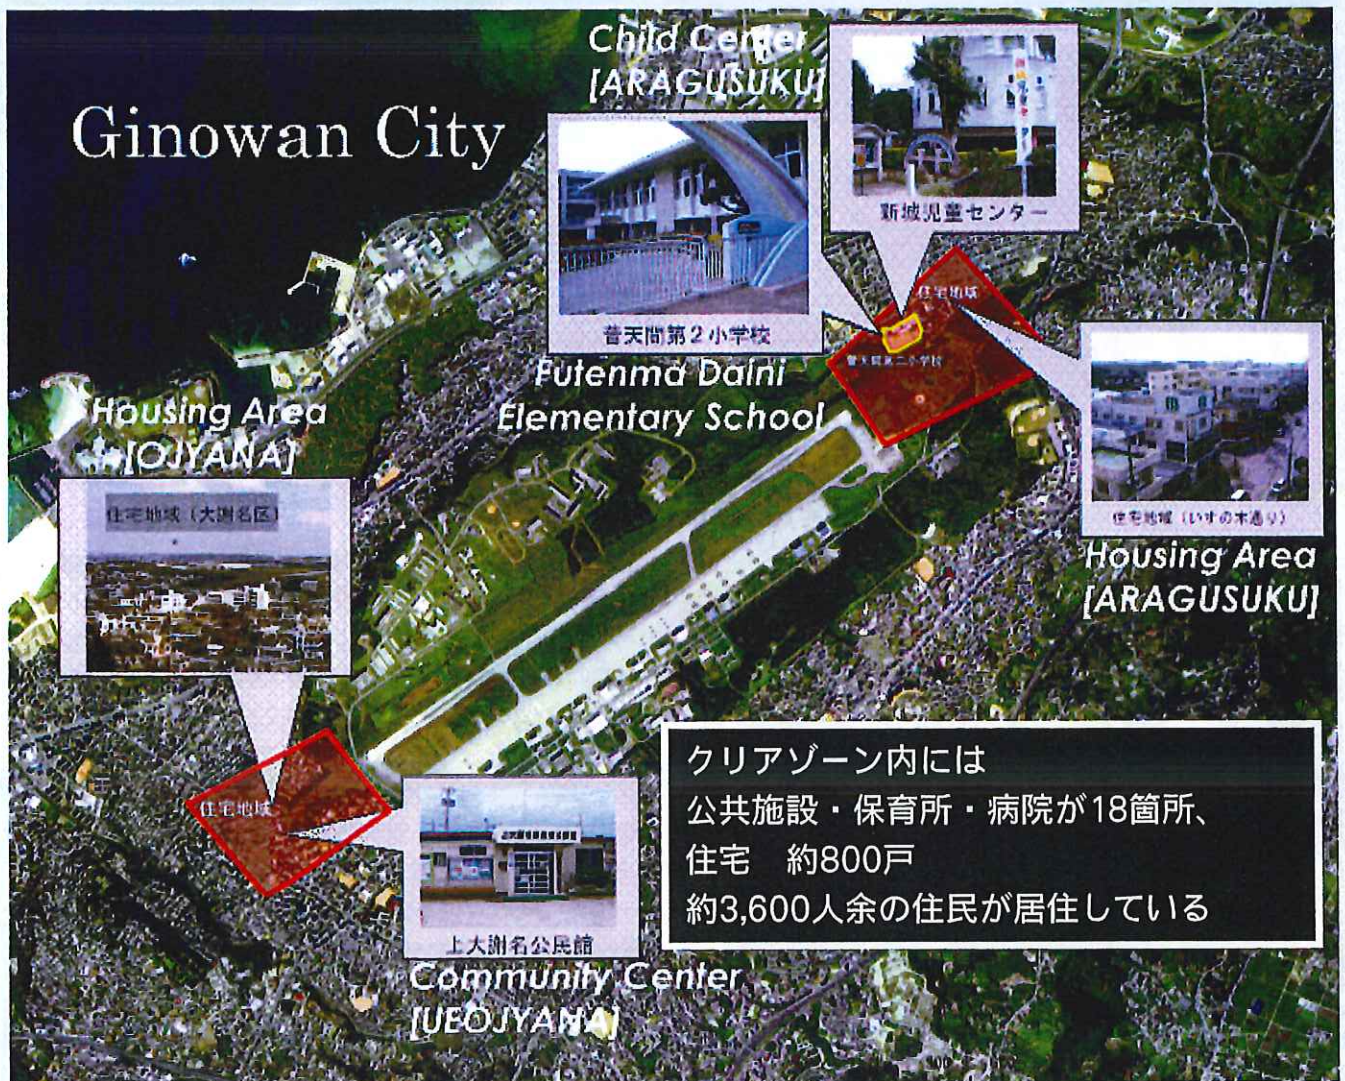 Child Center
[ARAGUSUKU]
Ginowan City
新城児童センター
普天間第2小学校
Futenma Daini
Elementary School
住宅地域
普天間第二小学校
Housing Area
[OJYANA]
住宅地域（大謝名区）
住宅地域（いすの木通り）
Housing Area
[ARAGUSUKU]
住宅地域
上大謝名公民館
Community Center
[UEOJYANA]
クリアゾーン内には
公共施設・保育所・病院が18箇所、
住宅　約800戸
約3,600人余の住民が居住している